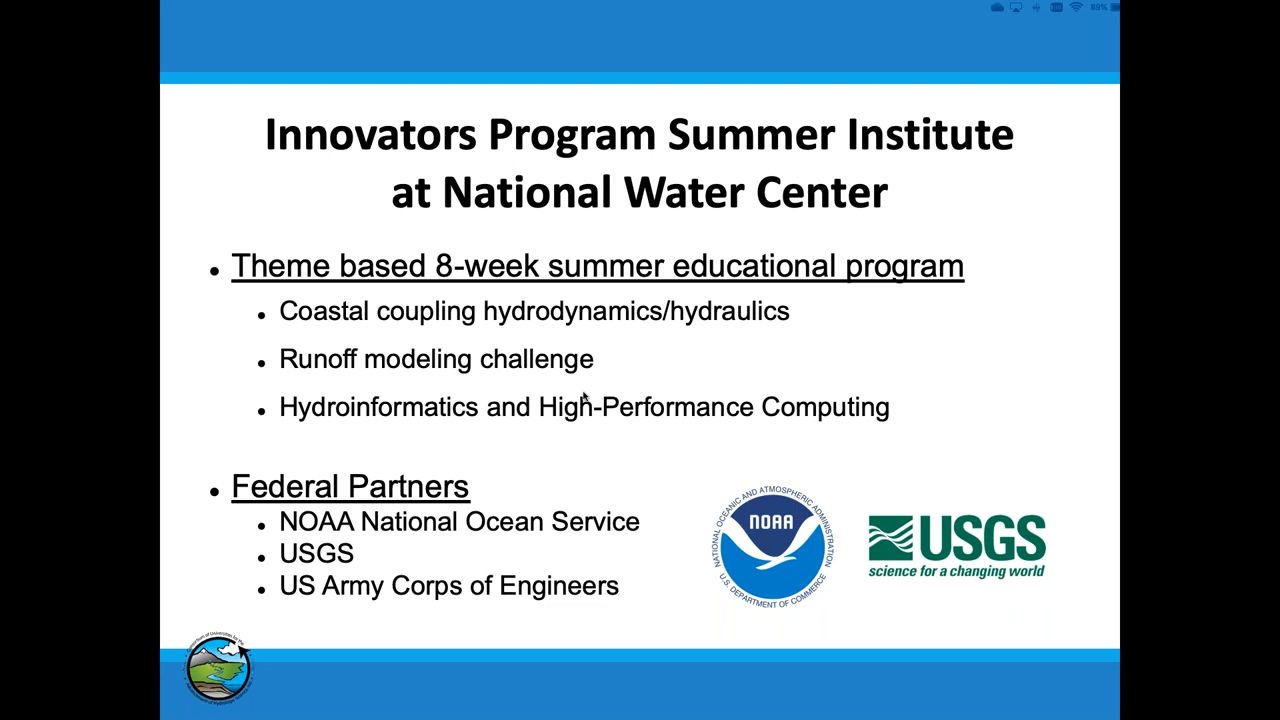 89%
Innovators Program Summer Institute
at National Water Center
Theme based 8-week summer educational program
Coastal coupling hydrodynamics/hydraulics
Runoff modeling challenge
Hydroinformatics and High-Performance Computing
Federal Partners
NOAA National Ocean Service
USGS
US Army Corps of Engineers
NATIONAL OCEANIC AND ATMOSPHERIC ADMINISTRATION
NOAA
U.S. DEPARTMENT OF COMMERCE
USGS
science for a changing world